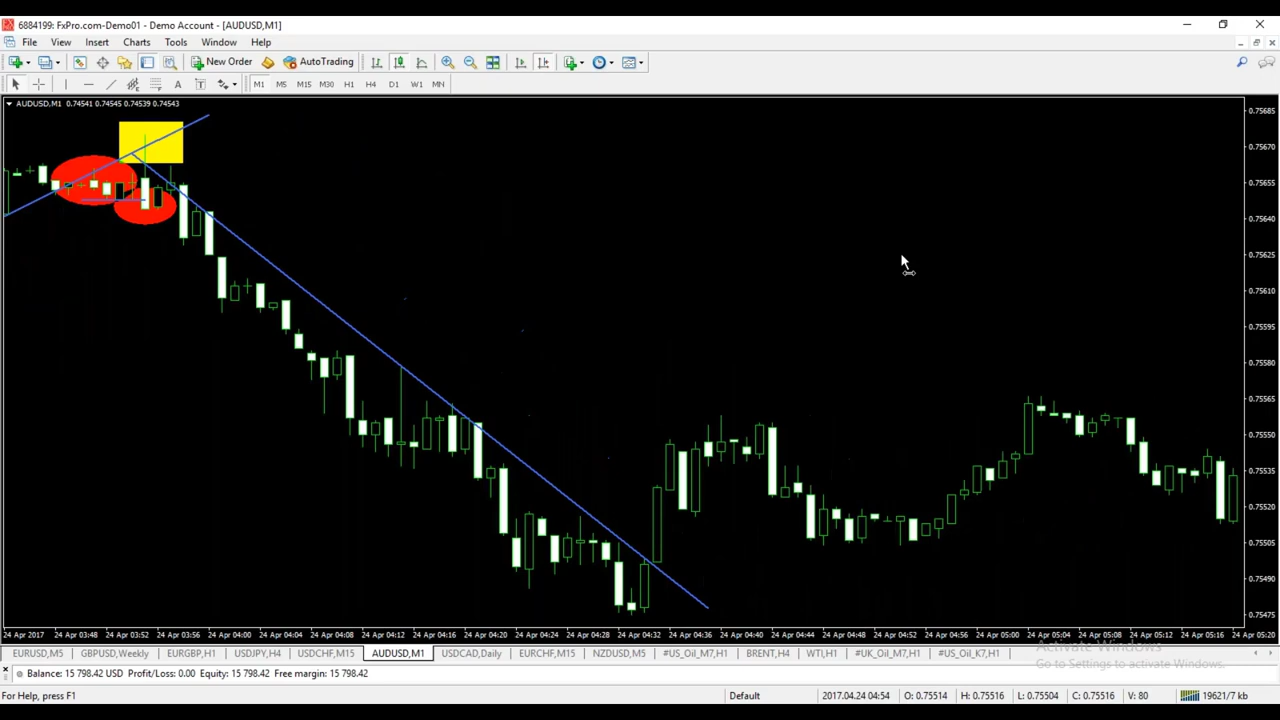 6884199: FxPro.com-Demo01 - Demo Account - [AUDUSD,M1]
File View Insert Charts Tools Window Help
New Order AutoTrading
A T M1 M5 M15 M30 H1 H4 D1 W1 MN
AUDUSD,M1 0.74541 0.74545 0.74539 0.74543
0.75685
0.75670
0.75655
0.75640
0.75625
0.75610
0.75595
0.75580
0.75565
0.75550
0.75535
0.75520
0.75505
0.75490
0.75475
24 Apr 2017 24 Apr 03:48 24 Apr 03:52 24 Apr 03:56 24 Apr 04:00 24 Apr 04:04 24 Apr 04:08 24 Apr 04:12 24 Apr 04:16 24 Apr 04:20 24 Apr 04:24 24 Apr 04:28 24 Apr 04:32 24 Apr 04:36 24 Apr 04:40 24 Apr 04:44 24 Apr 04:48 24 Apr 04:52 24 Apr 04:56 24 Apr 05:00 24 Apr 05:04 24 Apr 05:08 24 Apr 05:12 24 Apr 05:16 24 Apr 05:20
EURUSD,M5 GBPUSD,Weekly EURGBP,H1 USDJPY,H4 USDCHF,M15 AUDUSD,M1 USDCAD,Daily EURCHF,M15 NZDUSD,M5 #US_Oil_M7,H1 BRENT,H4 WTI,H1 #UK_Oil_M7,H1 #US_Oil_K7,H1
Activate Windows
Go to Settings to activate Windows.
Balance: 15 798.42 USD Profit/Loss: 0.00 Equity: 15 798.42 Free margin: 15 798.42
For Help, press F1 Default 2017.04.24 04:54 O: 0.75514 H: 0.75516 L: 0.75504 C: 0.75516 V: 80 19621/7 kb